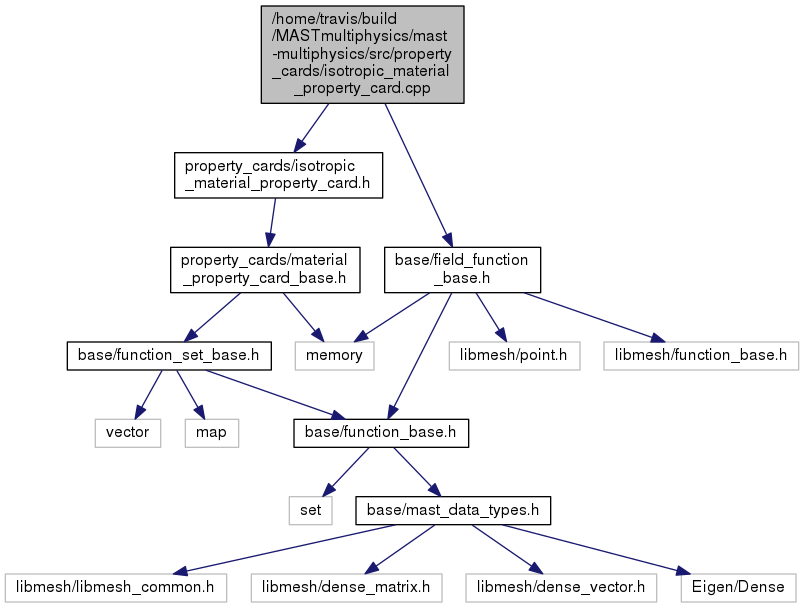 /home/travis/build
/MASTmultiphysics/mast
-multiphysics/src/property
_cards/isotropic_material
_property_card.cpp
property_cards/isotropic
_material_property_card.h
property_cards/material
_property_card_base.h
base/field_function
_base.h
base/function_set_base.h
memory
libmesh/point.h
libmesh/function_base.h
vector
map
base/function_base.h
set
base/mast_data_types.h
libmesh/libmesh_common.h
libmesh/dense_matrix.h
libmesh/dense_vector.h
Eigen/Dense